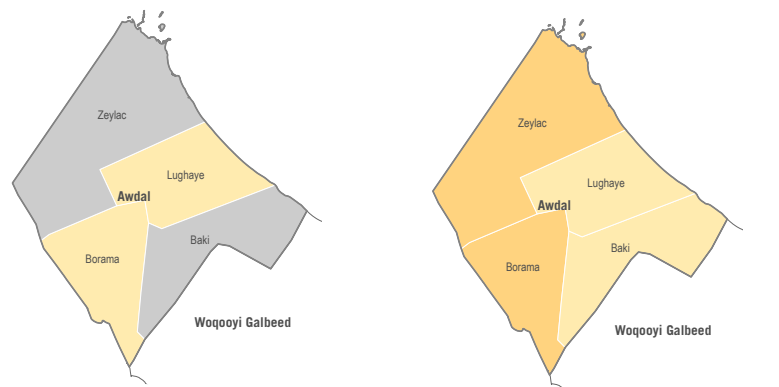 Zeylac
Lughaye
Awdal
Baki
Borama
Woqooyi Galbeed
Zeylac
Lughaye
Awdal
Baki
Borama
Woqooyi Galbeed